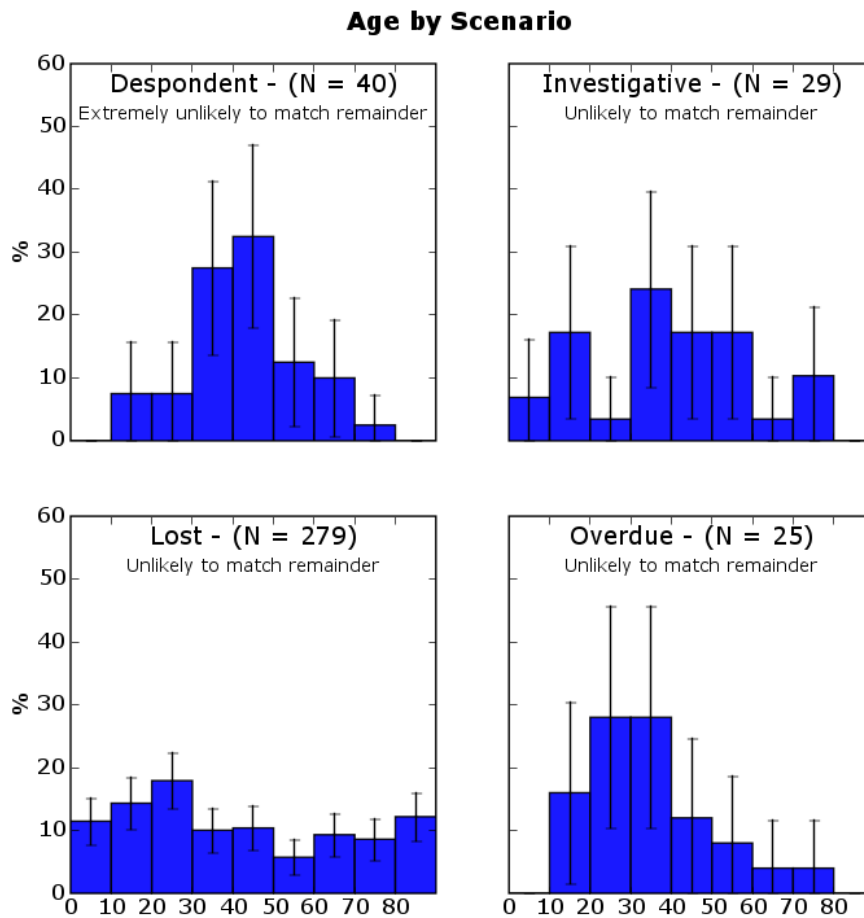 Age by Scenario
Despondent - (N = 40)
Extremely unlikely to match remainder
Investigative - (N = 29)
Unlikely to match remainder
60
50
40
30
20
10
0
%
Lost - (N = 279)
Unlikely to match remainder
Overdue - (N = 25)
Unlikely to match remainder
60
50
40
30
20
10
0
%
0 10 20 30 40 50 60 70 80
0 10 20 30 40 50 60 70 80